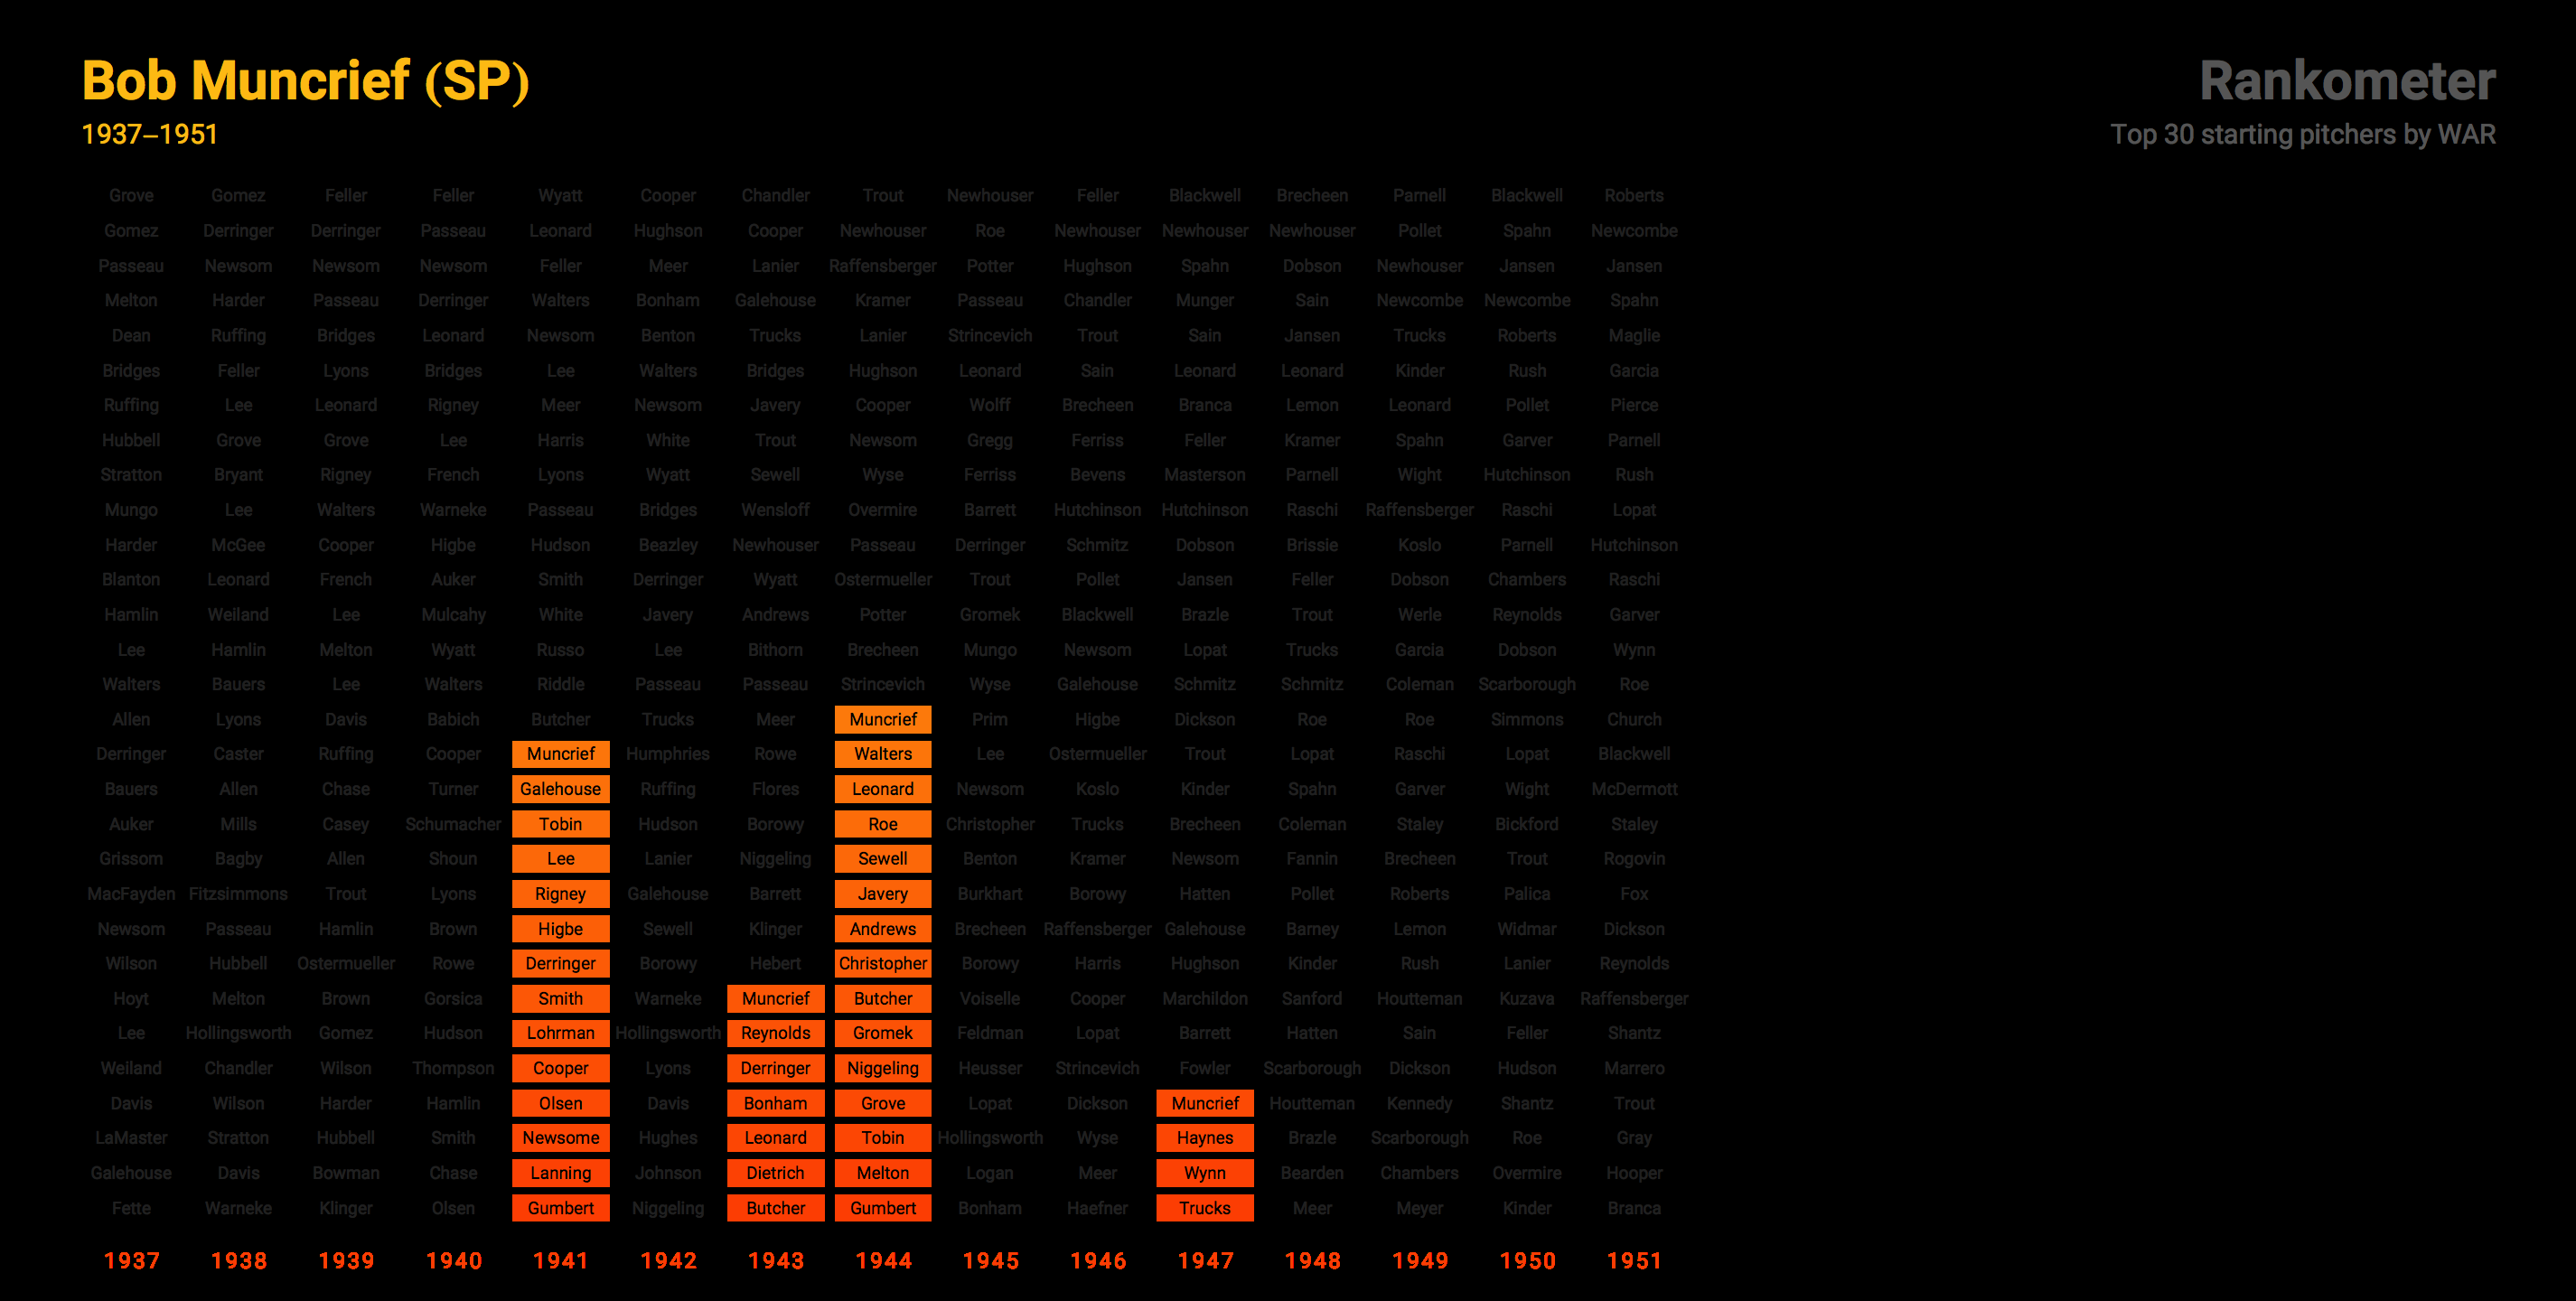 Bob Muncrief (SP)
1937–1951
Rankometer
Top 30 starting pitchers by WAR
Grove Gomez Feller Feller Wyatt Cooper Chandler Trout Newhouser Feller Blackwell Brecheen Parnell Blackwell Roberts
Gomez Derringer Derringer Passeau Leonard Hughson Cooper Newhouser Roe Newhouser Newhouser Newhouser Pollet Spahn Newcombe
Passeau Newsom Newsom Newsom Feller Meer Lanier Raffensberger Potter Hughson Spahn Dobson Newhouser Jansen Jansen
Melton Harder Passeau Derringer Walters Bonham Galehouse Kramer Passeau Chandler Munger Sain Newcombe Newcombe Spahn
Dean Ruffing Bridges Leonard Newsom Benton Trucks Lanier Strincevich Trout Sain Jansen Trucks Roberts Maglie
Bridges Feller Lyons Bridges Lee Walters Bridges Hughson Leonard Sain Leonard Leonard Kinder Rush Garcia
Ruffing Lee Leonard Rigney Meer Newsom Javery Cooper Wolff Brecheen Branca Lemon Leonard Pollet Pierce
Hubbell Grove Grove Lee Harris White Trout Newsom Gregg Ferriss Feller Kramer Spahn Garver Parnell
Stratton Bryant Rigney French Lyons Wyatt Sewell Wyse Ferriss Bevens Masterson Parnell Wight Hutchinson Rush
Mungo Lee Walters Warneke Passeau Bridges Wensloff Overmire Barrett Hutchinson Hutchinson Raschi Raffensberger Raschi Lopat
Harder McGee Cooper Higbe Hudson Beazley Newhouser Passeau Derringer Schmitz Dobson Brissie Koslo Parnell Hutchinson
Blanton Leonard French Auker Smith Derringer Wyatt Ostermueller Trout Pollet Jansen Feller Dobson Chambers Raschi
Hamlin Weiland Lee Mulcahy White Javery Andrews Potter Gromek Blackwell Brazle Trout Werle Reynolds Garver
Lee Hamlin Melton Wyatt Russo Lee Bithorn Brecheen Mungo Newsom Lopat Trucks Garcia Dobson Wynn
Walters Bauers Lee Walters Riddle Passeau Passeau Strincevich Wyse Galehouse Schmitz Schmitz Coleman Scarborough Roe
Allen Lyons Davis Babich Butcher Trucks Meer Muncrief Prim Higbe Dickson Roe Roe Simmons Church
Derringer Caster Ruffing Cooper Muncrief Humphries Rowe Walters Lee Ostermueller Trout Lopat Raschi Lopat Blackwell
Bauers Allen Chase Turner Galehouse Ruffing Flores Leonard Newsom Koslo Kinder Spahn Garver Wight McDermott
Auker Mills Casey Schumacher Tobin Hudson Borowy Roe Christopher Trucks Brecheen Coleman Staley Bickford Staley
Grissom Bagby Allen Shoun Lee Lanier Niggeling Sewell Benton Kramer Newsom Fannin Brecheen Trout Rogovin
MacFayden Fitzsimmons Trout Lyons Rigney Galehouse Barrett Javery Burkhart Borowy Hatten Pollet Roberts Palica Fox
Newsom Passeau Hamlin Brown Higbe Sewell Klinger Andrews Brecheen Raffensberger Galehouse Barney Lemon Widmar Dickson
Wilson Hubbell Ostermueller Rowe Derringer Borowy Hebert Christopher Borowy Harris Hughson Kinder Rush Lanier Reynolds
Hoyt Melton Brown Gorsica Smith Warneke Muncrief Butcher Voiselle Cooper Marchildon Sanford Houtteman Kuzava Raffensberger
Lee Hollingsworth Gomez Hudson Lohrman Hollingsworth Reynolds Gromek Feldman Lopat Barrett Hatten Sain Feller Shantz
Weiland Chandler Wilson Thompson Cooper Lyons Derringer Niggeling Heusser Strincevich Fowler Scarborough Dickson Hudson Marrero
Davis Wilson Harder Hamlin Olsen Davis Bonham Grove Lopat Dickson Muncrief Houtteman Kennedy Shantz Trout
LaMaster Stratton Hubbell Smith Newsome Hughes Leonard Tobin Hollingsworth Wyse Haynes Brazle Scarborough Roe Gray
Galehouse Davis Bowman Chase Lanning Johnson Dietrich Melton Logan Meer Wynn Bearden Chambers Overmire Hooper
Fette Warneke Klinger Olsen Gumbert Niggeling Butcher Gumbert Bonham Haefner Trucks Meer Meyer Kinder Branca
1937 1938 1939 1940 1941 1942 1943 1944 1945 1946 1947 1948 1949 1950 1951